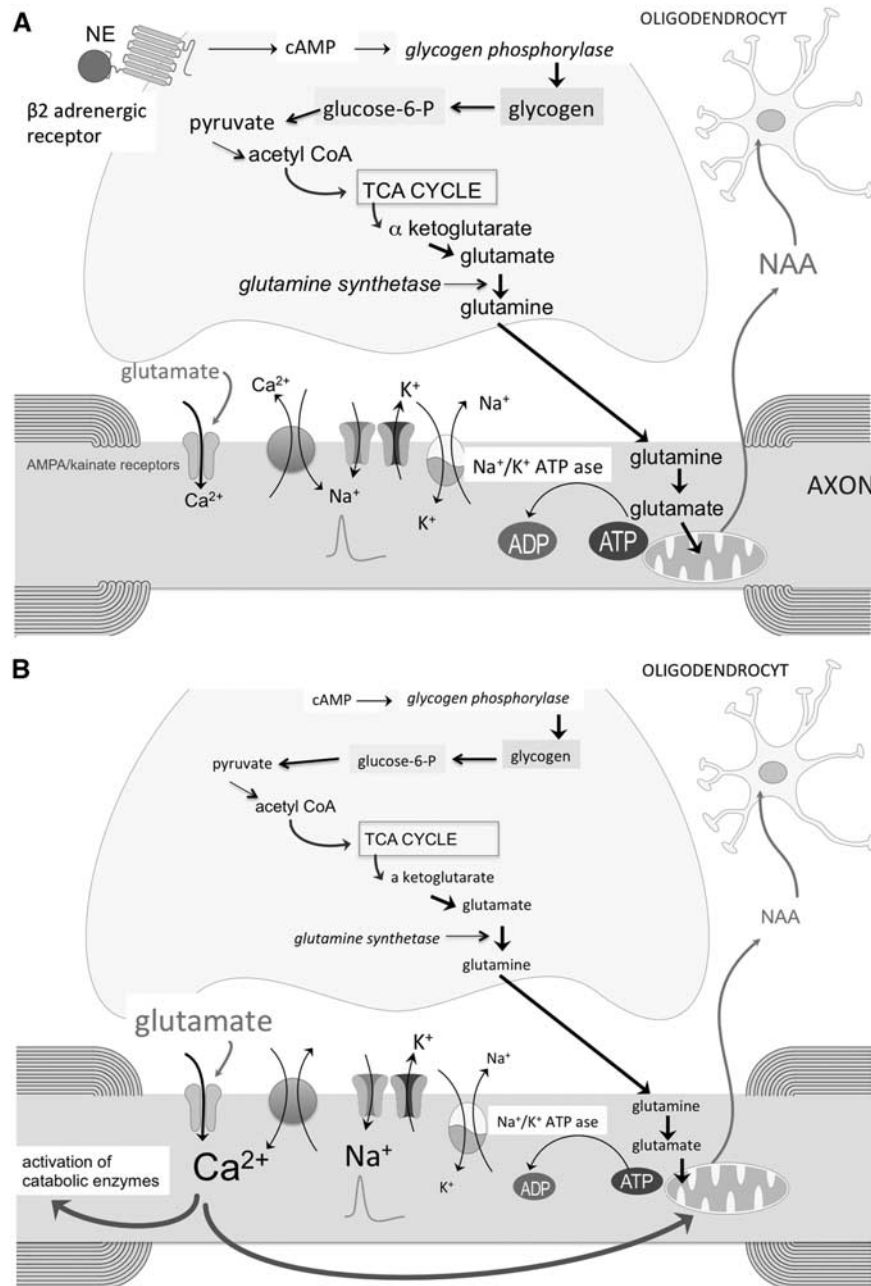 A
NE
cAMP
glycogen phosphorylase
OLIGODENDROCYT
β2 adrenergic
receptor
pyruvate
glucose-6-P
glycogen
acetyl CoA
TCA CYCLE
α ketoglutarate
glutamate
NAA
glutamine synthetase
glutamine
glutamate
Ca²⁺
K⁺
Na⁺
AMPA/kainate receptors
Ca²⁺
Na⁺
K⁺
Na⁺/K⁺ ATP ase
glutamine
glutamate
AXON
ADP
ATP
B
OLIGODENDROCYT
cAMP
glycogen phosphorylase
pyruvate
glucose-6-P
glycogen
acetyl CoA
TCA CYCLE
a ketoglutarate
glutamate
NAA
glutamine synthetase
glutamine
glutamate
K⁺
Na⁺
glutamine
Na⁺/K⁺ ATP ase
glutamate
activation of
catabolic enzymes
Ca²⁺
Na⁺
K⁺
ADP
ATP